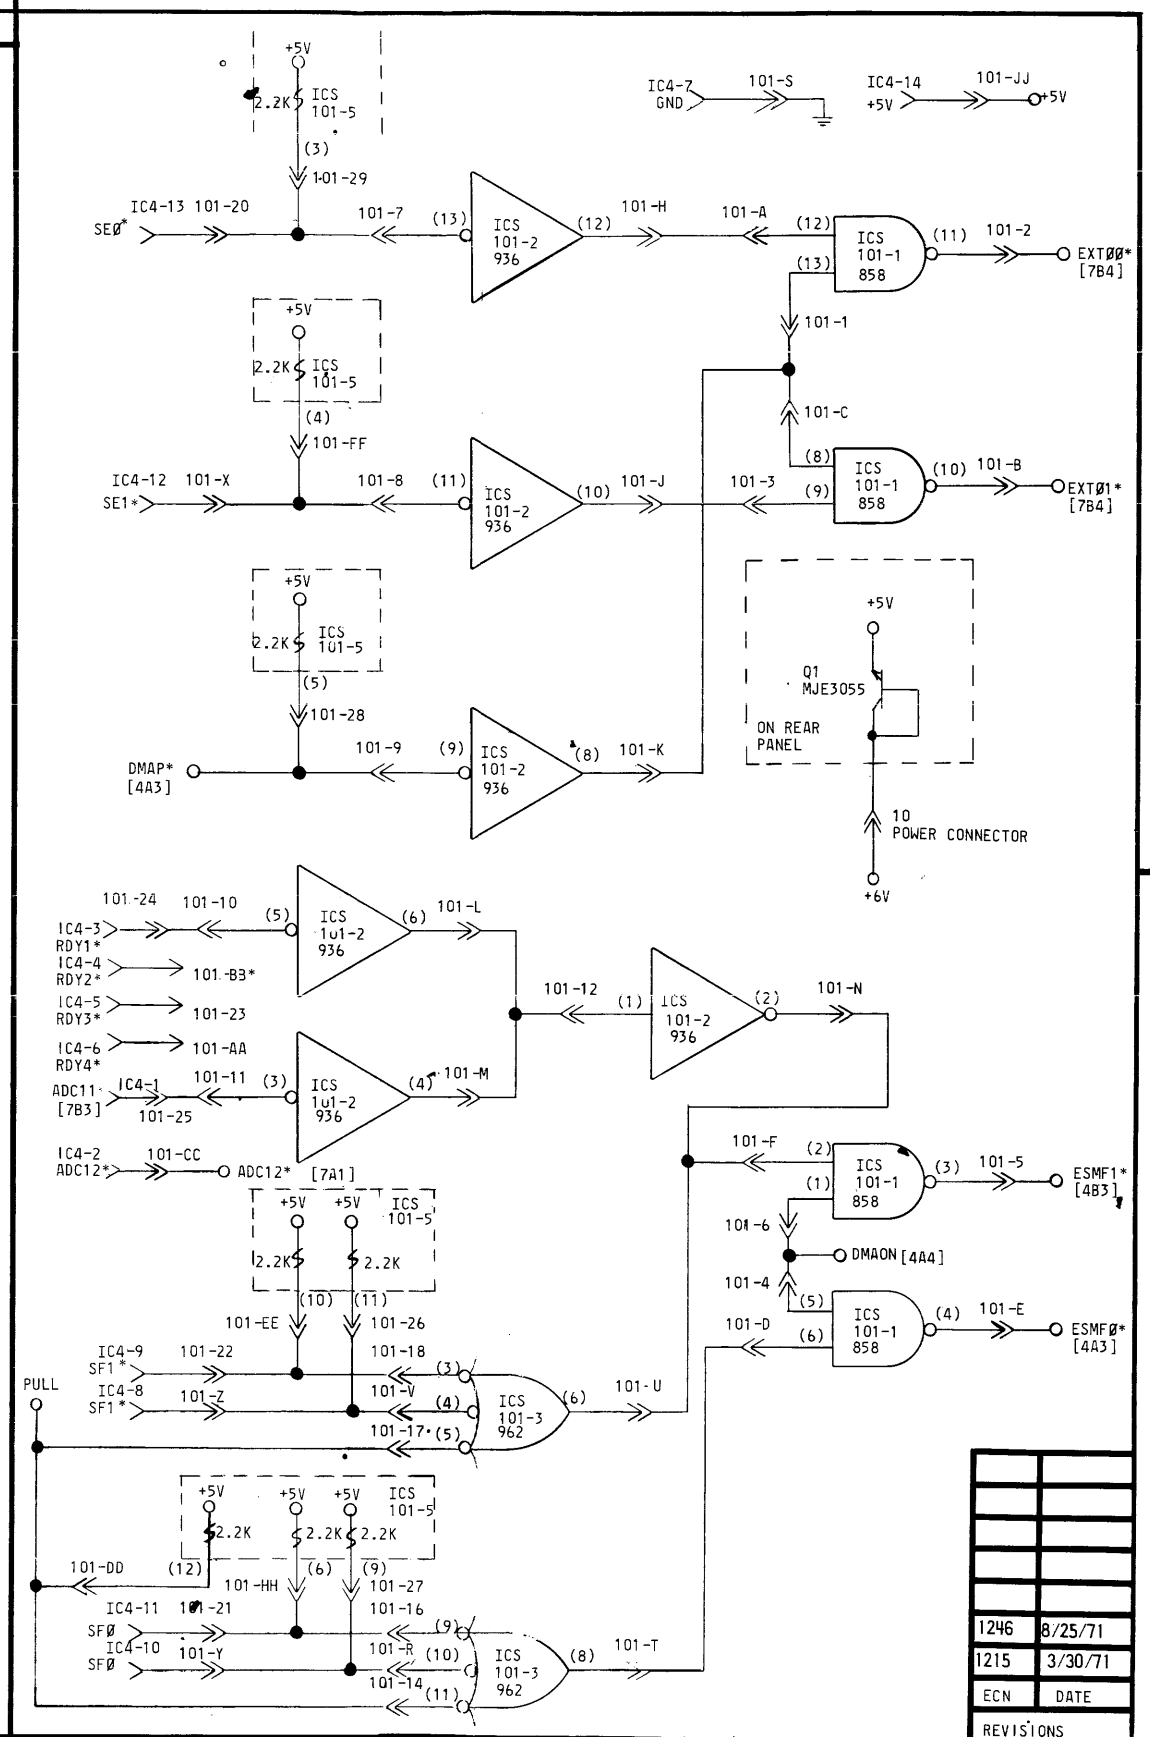 +5V
2.2K
ICS
101-5
(3)
101-29
IC4-7
GND
101-S
IC4-14
+5V
101-JJ
+5V
IC4-13
101-20
SEØ*
101-7
(13)
ICS
101-2
936
(12)
101-H
101-A
(12)
(13)
ICS
101-1
858
(11)
101-2
EXTØØ*
[7B4]
101-1
+5V
2.2K
ICS
101-5
(4)
101-FF
101-C
IC4-12
101-X
SE1*
101-8
(11)
ICS
101-2
936
(10)
101-J
101-3
(8)
(9)
ICS
101-1
858
(10)
101-B
EXTØ1*
[7B4]
+5V
2.2K
ICS
101-5
(5)
101-28
+5V
Q1
MJE3055
ON REAR
PANEL
DMAP*
[4A3]
101-9
(9)
ICS
101-2
936
(8)
101-K
10
POWER CONNECTOR
+6V
101-24
101-10
(5)
ICS
101-2
936
(6)
101-L
IC4-3
RDY1*
IC4-4
RDY2*
101-BB*
IC4-5
RDY3*
101-23
IC4-6
RDY4*
101-AA
101-12
(1)
ICS
101-2
936
(2)
101-N
ADC11*
[7B3]
IC4-1
101-25
101-11
(3)
ICS
101-2
936
(4)
101-M
IC4-2
ADC12*
101-CC
ADC12*
[7A1]
101-F
(2)
(1)
ICS
101-1
858
(3)
101-5
ESMF1*
[4B3]
101-6
DMAON [4A4]
101-4
+5V
+5V
ICS
101-5
2.2K
2.2K
(10)
(11)
101-EE
101-26
101-D
(5)
(6)
ICS
101-1
858
(4)
101-E
ESMFØ*
[4A3]
IC4-9
SF1*
101-22
101-18
(3)
IC4-8
SF1*
101-Z
101-V
(4)
101-17
(5)
ICS
101-3
962
(6)
101-U
PULL
+5V
+5V
+5V
ICS
101-5
2.2K
2.2K
2.2K
101-DD
(12)
(6)
(9)
101-HH
101-27
IC4-11
SFØ
101-21
101-16
(9)
IC4-10
SFØ
101-Y
101-R
(10)
101-14
(11)
ICS
101-3
962
(8)
101-T
1246
8/25/71
1215
3/30/71
ECN
DATE
REVISIONS